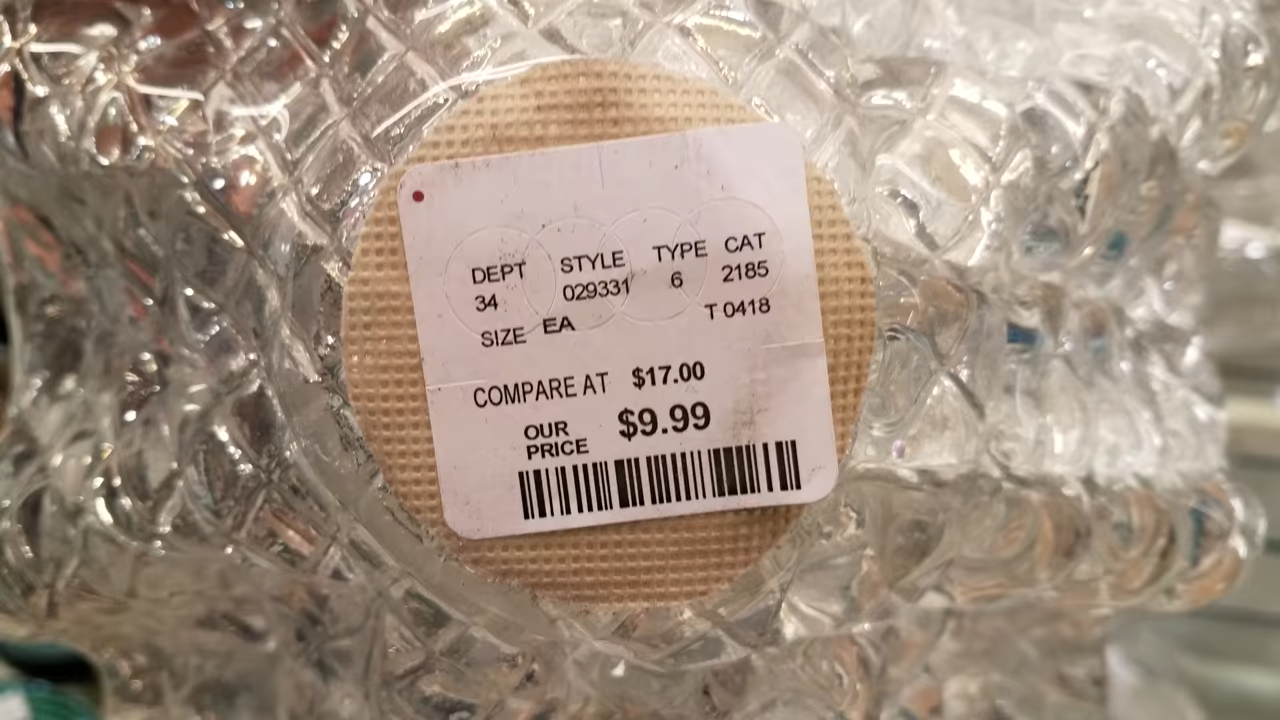 DEPT STYLE TYPE CAT
34 029331 6 2185
SIZE EA T 0418
COMPARE AT $17.00
OUR PRICE $9.99